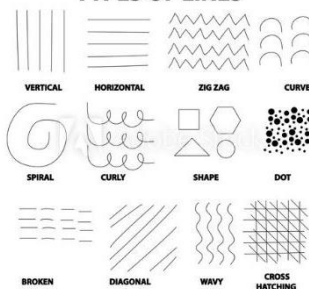 TYPES OF LINES
VERTICAL
HORIZONTAL
ZIG ZAG
CURVE
SPIRAL
CURLY
SHAPE
DOT
BROKEN
DIAGONAL
WAVY
CROSS
HATCHING